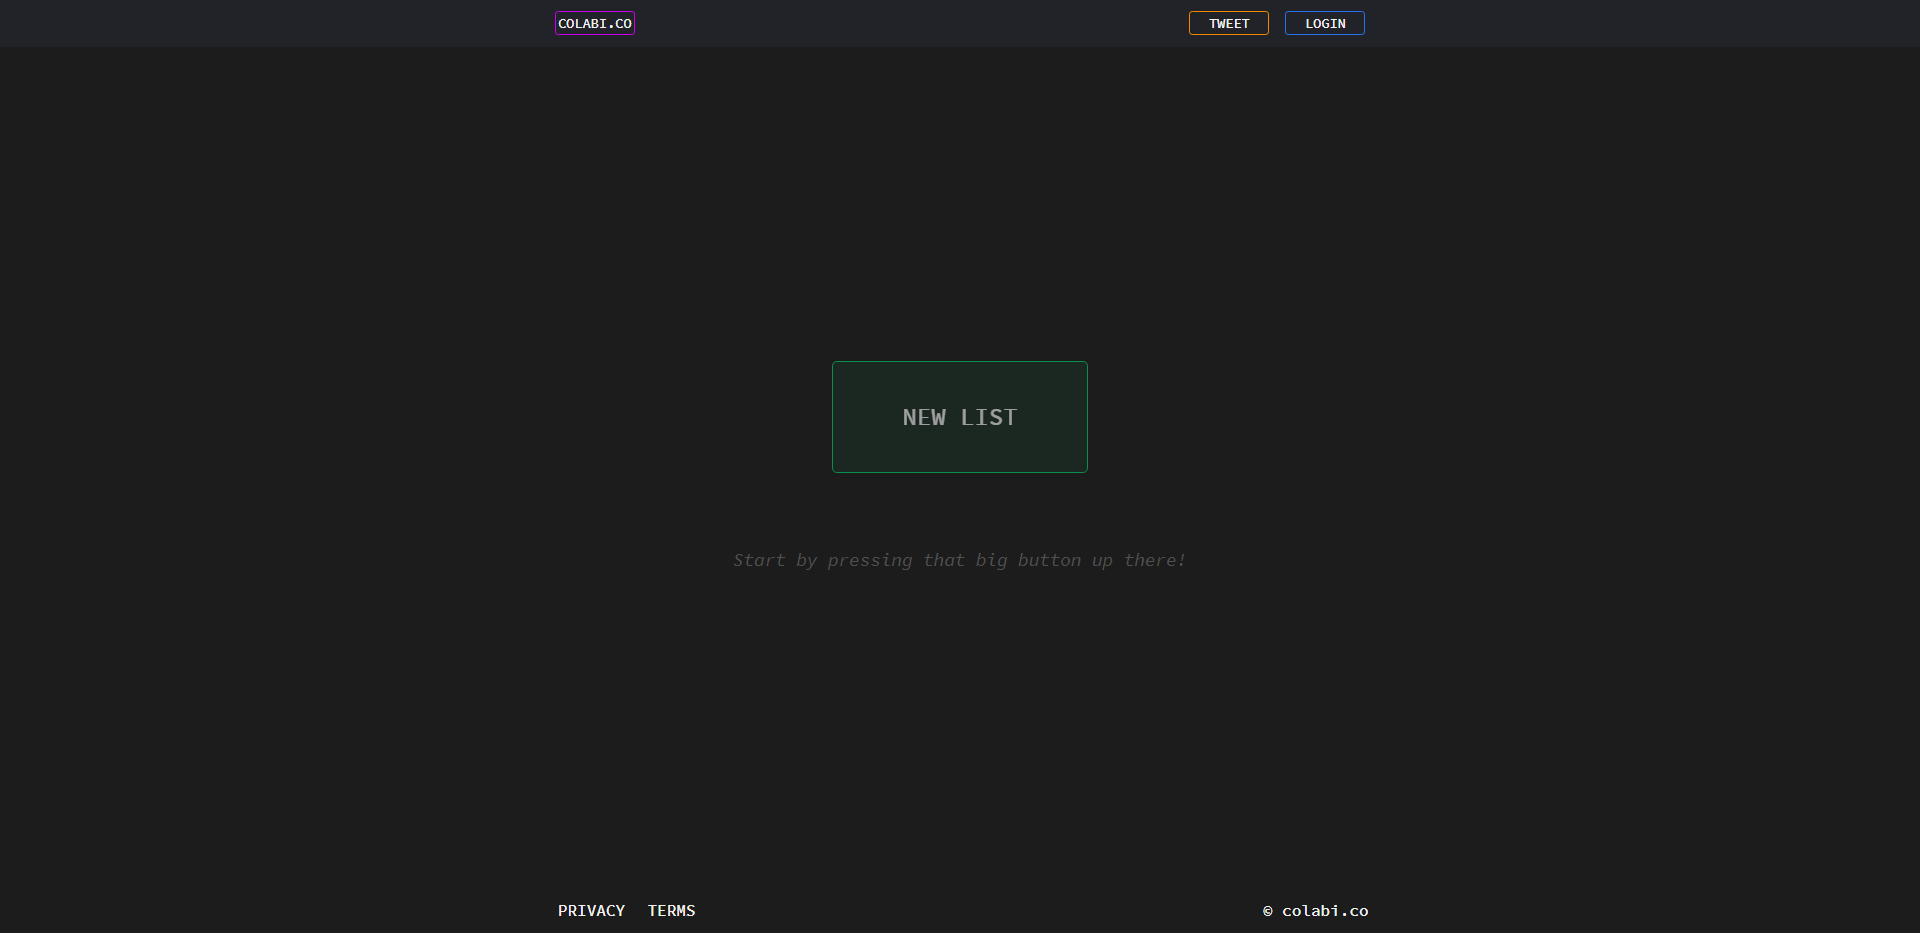 COLABI.CO TWEET LOGIN
NEW LIST
Start by pressing that big button up there!
PRIVACY TERMS © colabi.co